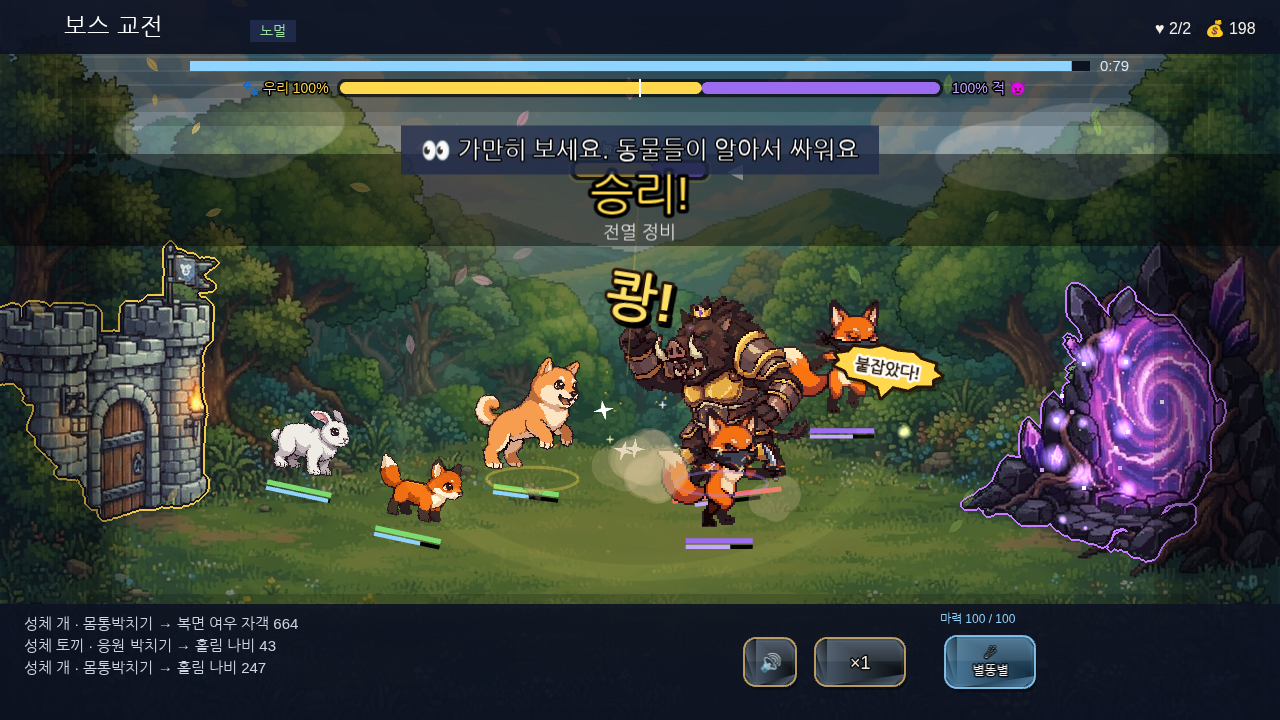 보스 교전
노멀
♥ 2/2 💰 198
0:79
🐾 우리 100%
100% 적 😈
👀 가만히 보세요. 동물들이 알아서 싸워요
승리!
전열 정비
쾅!
붙잡았다!
성체 개 · 몸통박치기 → 복면 여우 자객 664
성체 토끼 · 응원 박치기 → 홀림 나비 43
성체 개 · 몸통박치기 → 홀림 나비 247
🔊
×1
마력 100 / 100
☄
별똥별